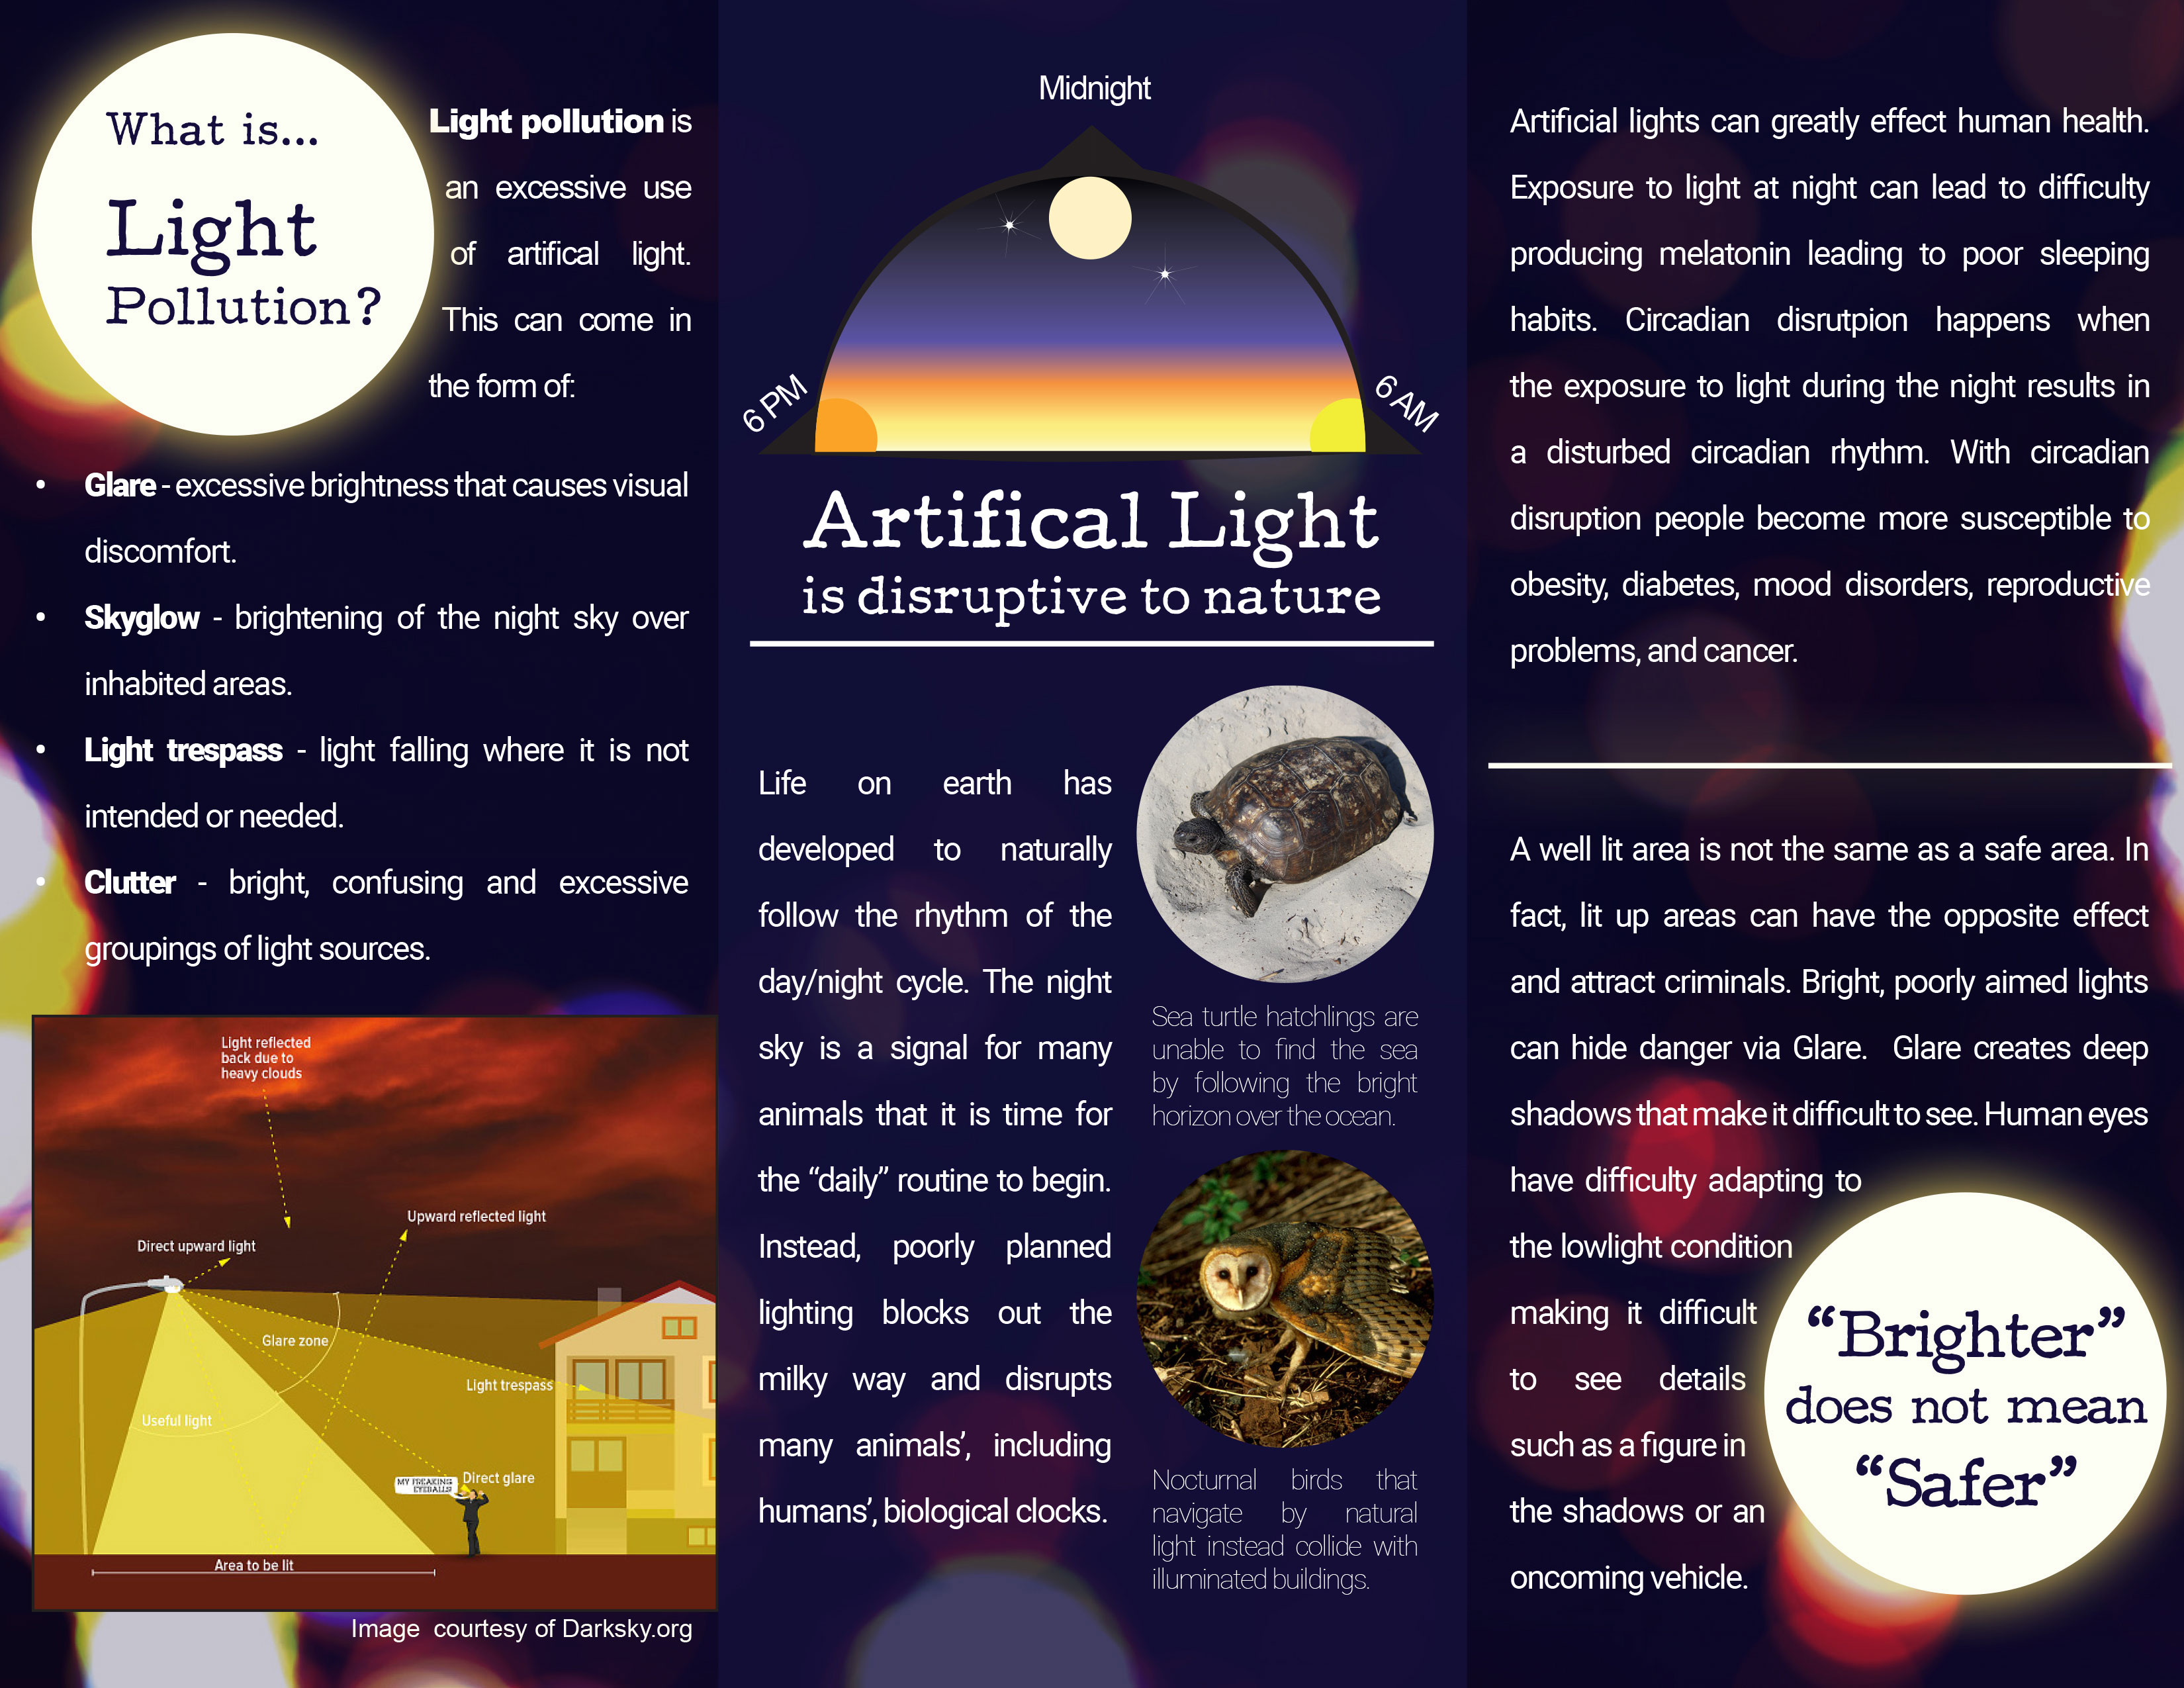 What is...
Light
Pollution?
Light pollution is
an excessive use
of artifical light.
This can come in
the form of:
• Glare - excessive brightness that causes visual
discomfort.
• Skyglow - brightening of the night sky over
inhabited areas.
• Light trespass - light falling where it is not
intended or needed.
• Clutter - bright, confusing and excessive
groupings of light sources.
Light reflected
back due to
heavy clouds
Upward reflected light
Direct upward light
Glare zone
Light trespass
Useful light
MY FREAKING
EYEBALLS
Direct glare
Area to be lit
Image courtesy of Darksky.org
Midnight
6 PM
6 AM
Artifical Light
is disruptive to nature
Life on earth has
developed to naturally
follow the rhythm of the
day/night cycle. The night
sky is a signal for many
animals that it is time for
the “daily” routine to begin.
Instead, poorly planned
lighting blocks out the
milky way and disrupts
many animals’, including
humans’, biological clocks.
Sea turtle hatchlings are
unable to find the sea
by following the bright
horizon over the ocean.
Nocturnal birds that
navigate by natural
light instead collide with
illuminated buildings.
Artificial lights can greatly effect human health.
Exposure to light at night can lead to difficulty
producing melatonin leading to poor sleeping
habits. Circadian disrutpion happens when
the exposure to light during the night results in
a disturbed circadian rhythm. With circadian
disruption people become more susceptible to
obesity, diabetes, mood disorders, reproductive
problems, and cancer.
A well lit area is not the same as a safe area. In
fact, lit up areas can have the opposite effect
and attract criminals. Bright, poorly aimed lights
can hide danger via Glare. Glare creates deep
shadows that make it difficult to see. Human eyes
have difficulty adapting to
the lowlight condition
making it difficult
to see details
such as a figure in
the shadows or an
oncoming vehicle.
“Brighter”
does not mean
“Safer”